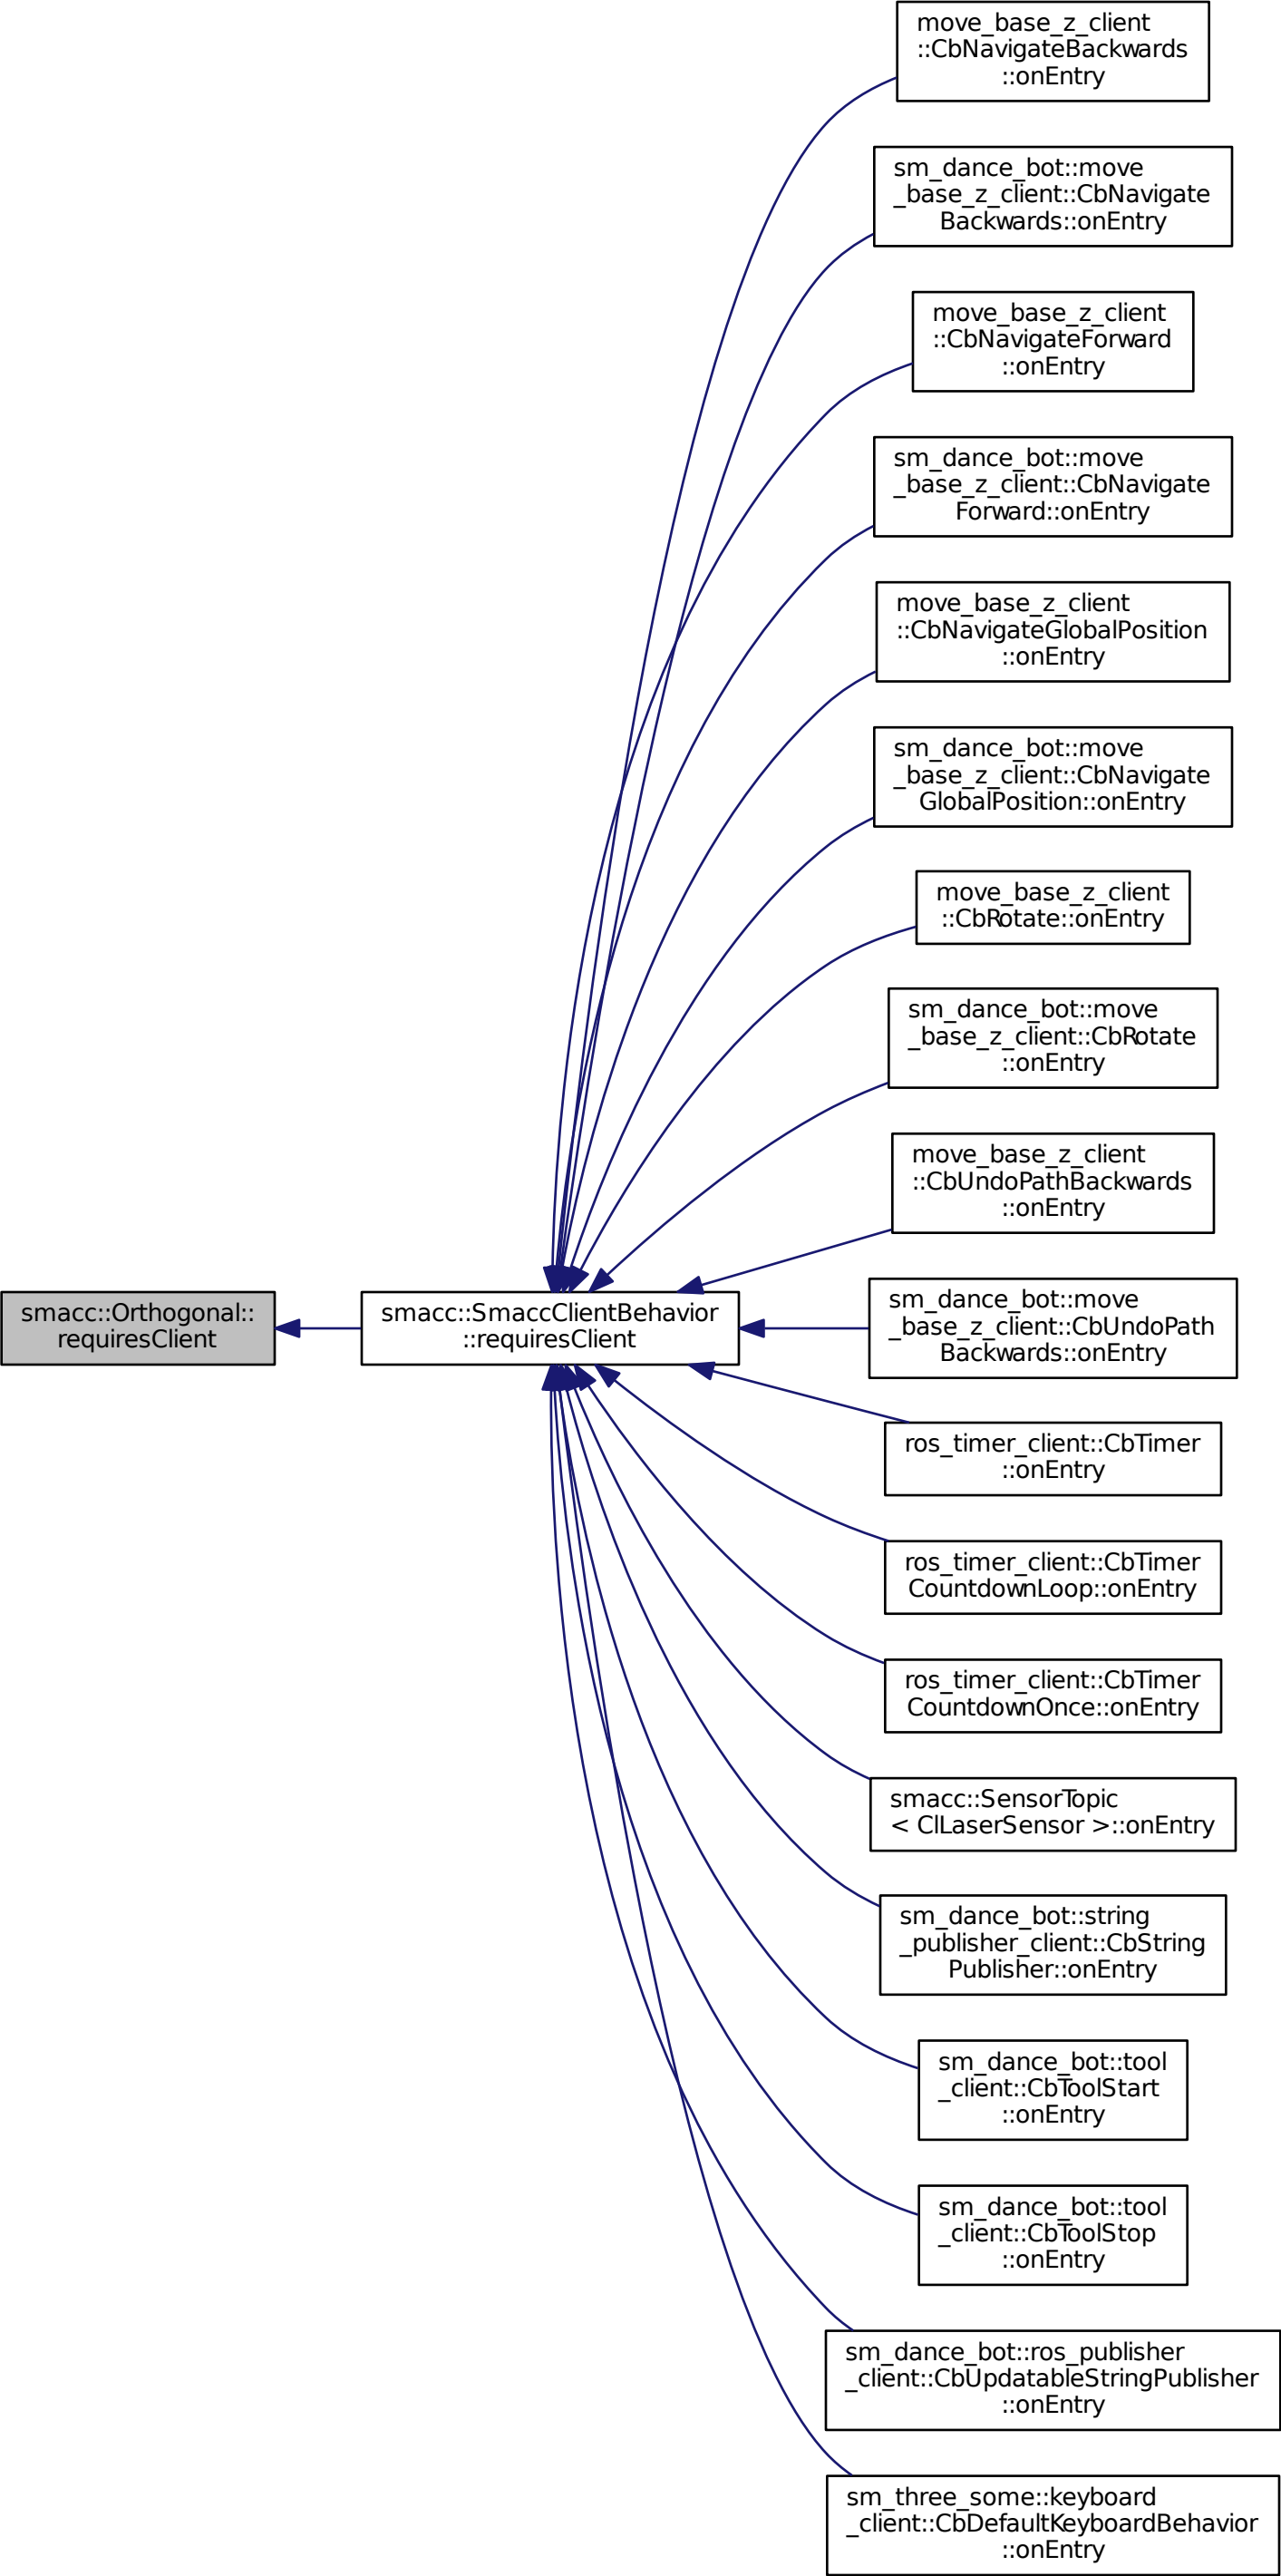 move_base_z_client
::CbNavigateBackwards
::onEntry
sm_dance_bot::move
_base_z_client::CbNavigate
Backwards::onEntry
move_base_z_client
::CbNavigateForward
::onEntry
sm_dance_bot::move
_base_z_client::CbNavigate
Forward::onEntry
move_base_z_client
::CbNavigateGlobalPosition
::onEntry
sm_dance_bot::move
_base_z_client::CbNavigate
GlobalPosition::onEntry
move_base_z_client
::CbRotate::onEntry
sm_dance_bot::move
_base_z_client::CbRotate
::onEntry
move_base_z_client
::CbUndoPathBackwards
::onEntry
smacc::Orthogonal::
requiresClient
smacc::SmaccClientBehavior
::requiresClient
sm_dance_bot::move
_base_z_client::CbUndoPath
Backwards::onEntry
ros_timer_client::CbTimer
::onEntry
ros_timer_client::CbTimer
CountdownLoop::onEntry
ros_timer_client::CbTimer
CountdownOnce::onEntry
smacc::SensorTopic
< ClLaserSensor >::onEntry
sm_dance_bot::string
_publisher_client::CbString
Publisher::onEntry
sm_dance_bot::tool
_client::CbToolStart
::onEntry
sm_dance_bot::tool
_client::CbToolStop
::onEntry
sm_dance_bot::ros_publisher
_client::CbUpdatableStringPublisher
::onEntry
sm_three_some::keyboard
_client::CbDefaultKeyboardBehavior
::onEntry